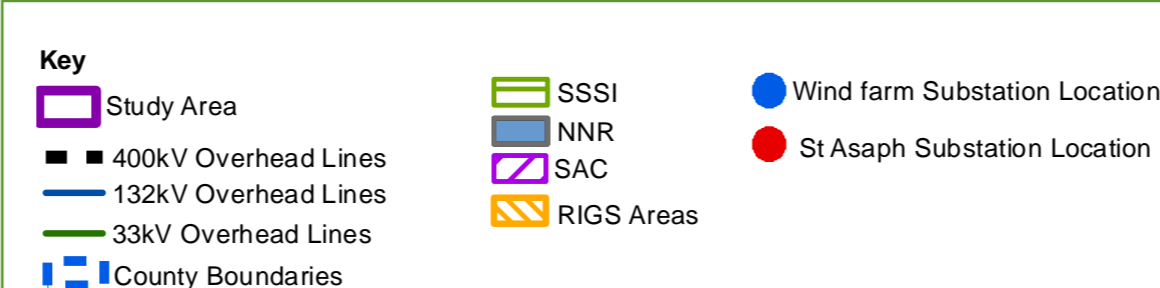 Key
Study Area
400kV Overhead Lines
132kV Overhead Lines
33kV Overhead Lines
County Boundaries
SSSI
NNR
SAC
RIGS Areas
Wind farm Substation Location
St Asaph Substation Location